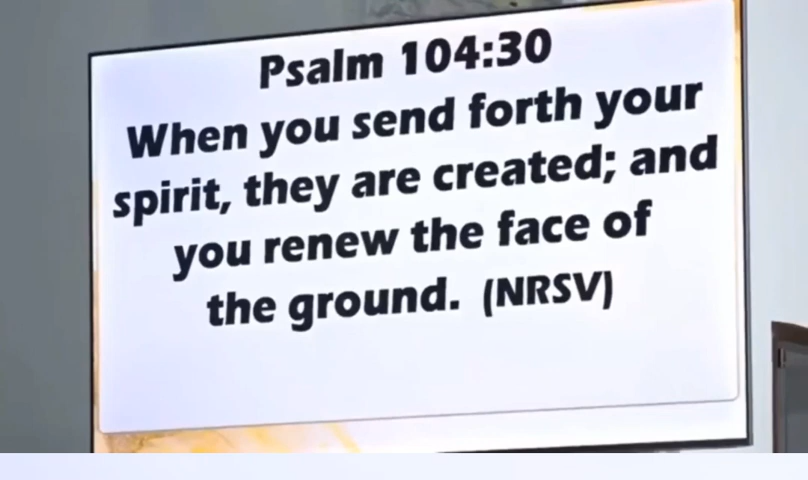 Psalm 104:30
When you send forth your
spirit, they are created; and
you renew the face of
the ground. (NRSV)